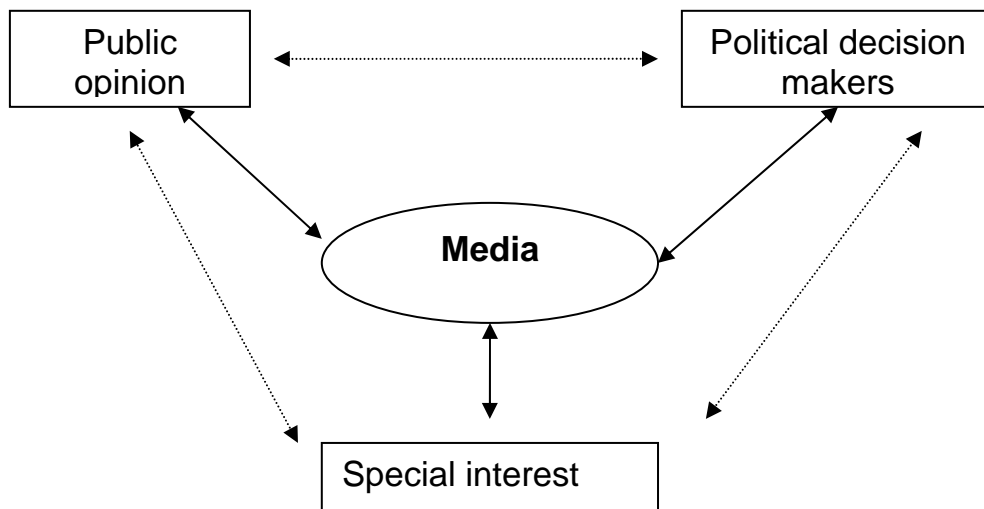 Public
opinion
Political decision
makers
Media
Special interest